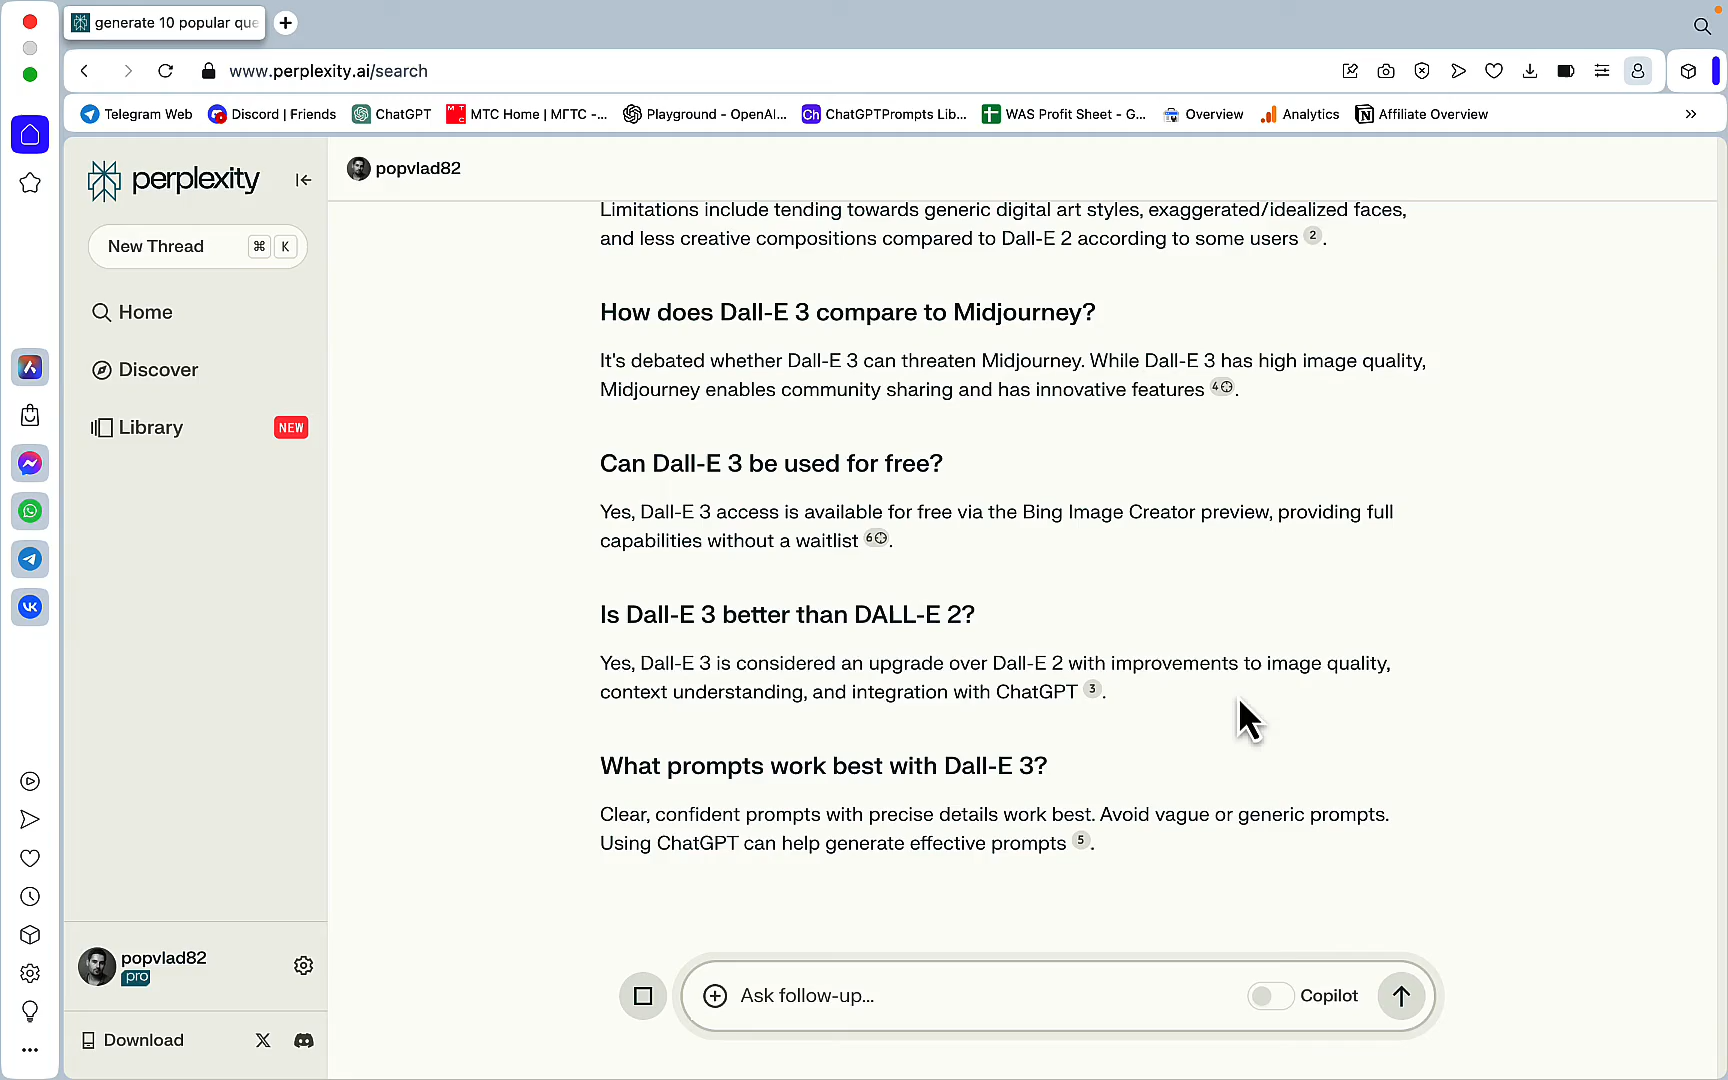 generate 10 popular que
www.perplexity.ai/search
Telegram Web
Discord | Friends
ChatGPT
МТС Home | МГТС -...
Playground - OpenAI...
Ch
ChatGPTPrompts Lib...
WAS Profit Sheet - G...
Overview
Analytics
Affiliate Overview
perplexity
New Thread
⌘ K
Home
Discover
Library
NEW
popvlad82
Limitations include tending towards generic digital art styles, exaggerated/idealized faces,
and less creative compositions compared to Dall-E 2 according to some users 2.
How does Dall-E 3 compare to Midjourney?
It's debated whether Dall-E 3 can threaten Midjourney. While Dall-E 3 has high image quality,
Midjourney enables community sharing and has innovative features 4.
Can Dall-E 3 be used for free?
Yes, Dall-E 3 access is available for free via the Bing Image Creator preview, providing full
capabilities without a waitlist 6.
Is Dall-E 3 better than DALL-E 2?
Yes, Dall-E 3 is considered an upgrade over Dall-E 2 with improvements to image quality,
context understanding, and integration with ChatGPT 3.
What prompts work best with Dall-E 3?
Clear, confident prompts with precise details work best. Avoid vague or generic prompts.
Using ChatGPT can help generate effective prompts 5.
popvlad82
pro
Download
Ask follow-up...
Copilot